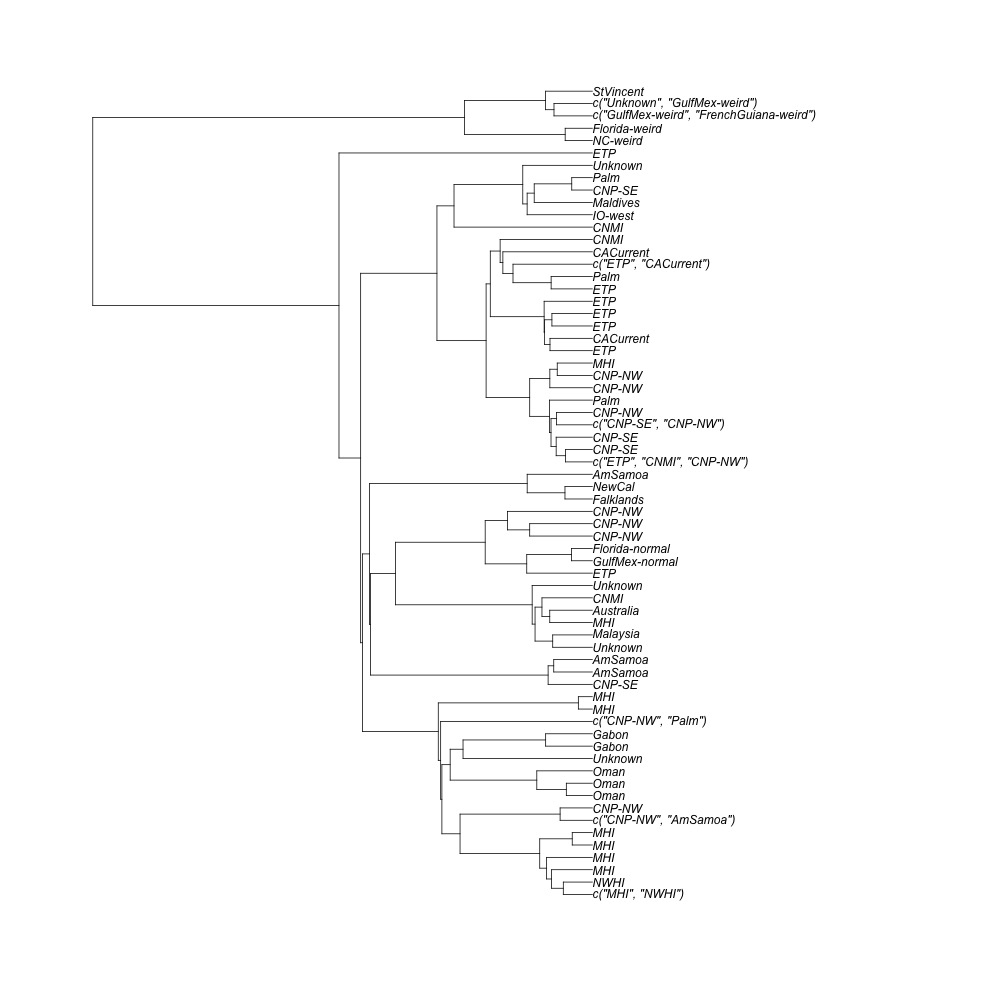 StVincent
c("Unknown", "GulfMex-weird")
c("GulfMex-weird", "FrenchGuiana-weird")
Florida-weird
NC-weird
ETP
Unknown
Palm
CNP-SE
Maldives
IO-west
CNMI
CNMI
CACurrent
c("ETP", "CACurrent")
Palm
ETP
ETP
ETP
ETP
CACurrent
ETP
MHI
CNP-NW
CNP-NW
Palm
CNP-NW
c("CNP-SE", "CNP-NW")
CNP-SE
CNP-SE
c("ETP", "CNMI", "CNP-NW")
AmSamoa
NewCal
Falklands
CNP-NW
CNP-NW
CNP-NW
Florida-normal
GulfMex-normal
ETP
Unknown
CNMI
Australia
MHI
Malaysia
Unknown
AmSamoa
AmSamoa
CNP-SE
MHI
MHI
c("CNP-NW", "Palm")
Gabon
Gabon
Unknown
Oman
Oman
Oman
CNP-NW
c("CNP-NW", "AmSamoa")
MHI
MHI
MHI
MHI
NWHI
c("MHI", "NWHI")